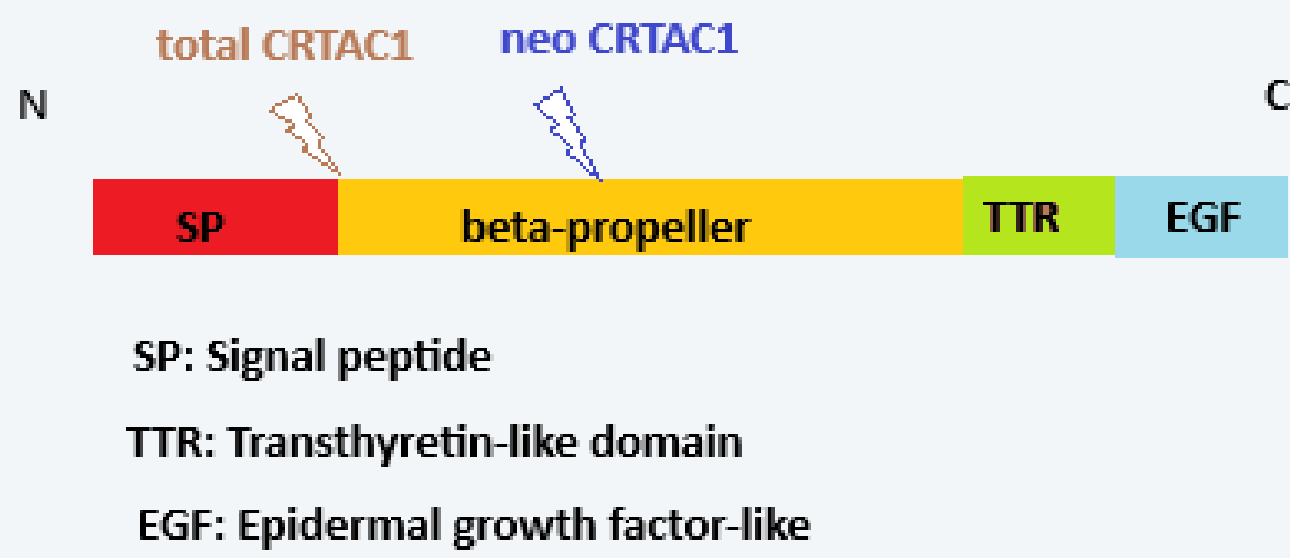 total CRTAC1 neo CRTAC1
N C
SP beta-propeller TTR EGF
SP: Signal peptide
TTR: Transthyretin-like domain
EGF: Epidermal growth factor-like